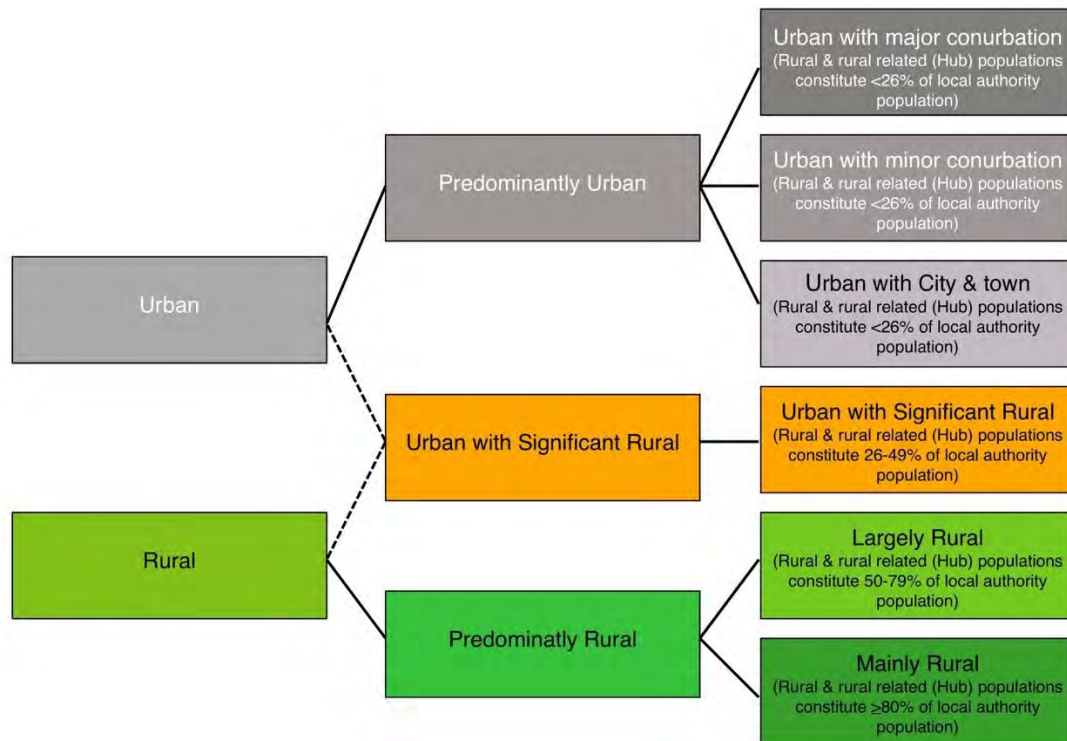 Urban with major conurbation
(Rural & rural related (Hub) populations
constitute <26% of local authority
population)
Predominantly Urban
Urban with minor conurbation
(Rural & rural related (Hub) populations
constitute <26% of local authority
population)
Urban
Urban with City & town
(Rural & rural related (Hub) populations
constitute <26% of local authority
population)
Urban with Significant Rural
Urban with Significant Rural
(Rural & rural related (Hub) populations
constitute 26-49% of local authority
population)
Rural
Largely Rural
(Rural & rural related (Hub) populations
constitute 50-79% of local authority
population)
Predominatly Rural
Mainly Rural
(Rural & rural related (Hub) populations
constitute ≥80% of local authority
population)